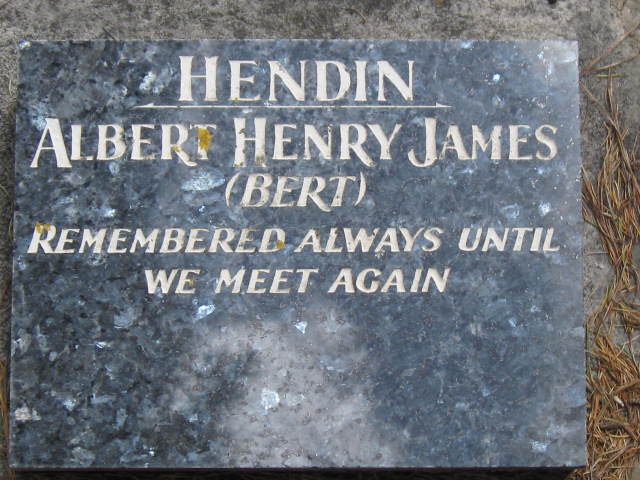 HENDIN
ALBERT HENRY JAMES
(BERT)
REMEMBERED ALWAYS UNTIL
WE MEET AGAIN